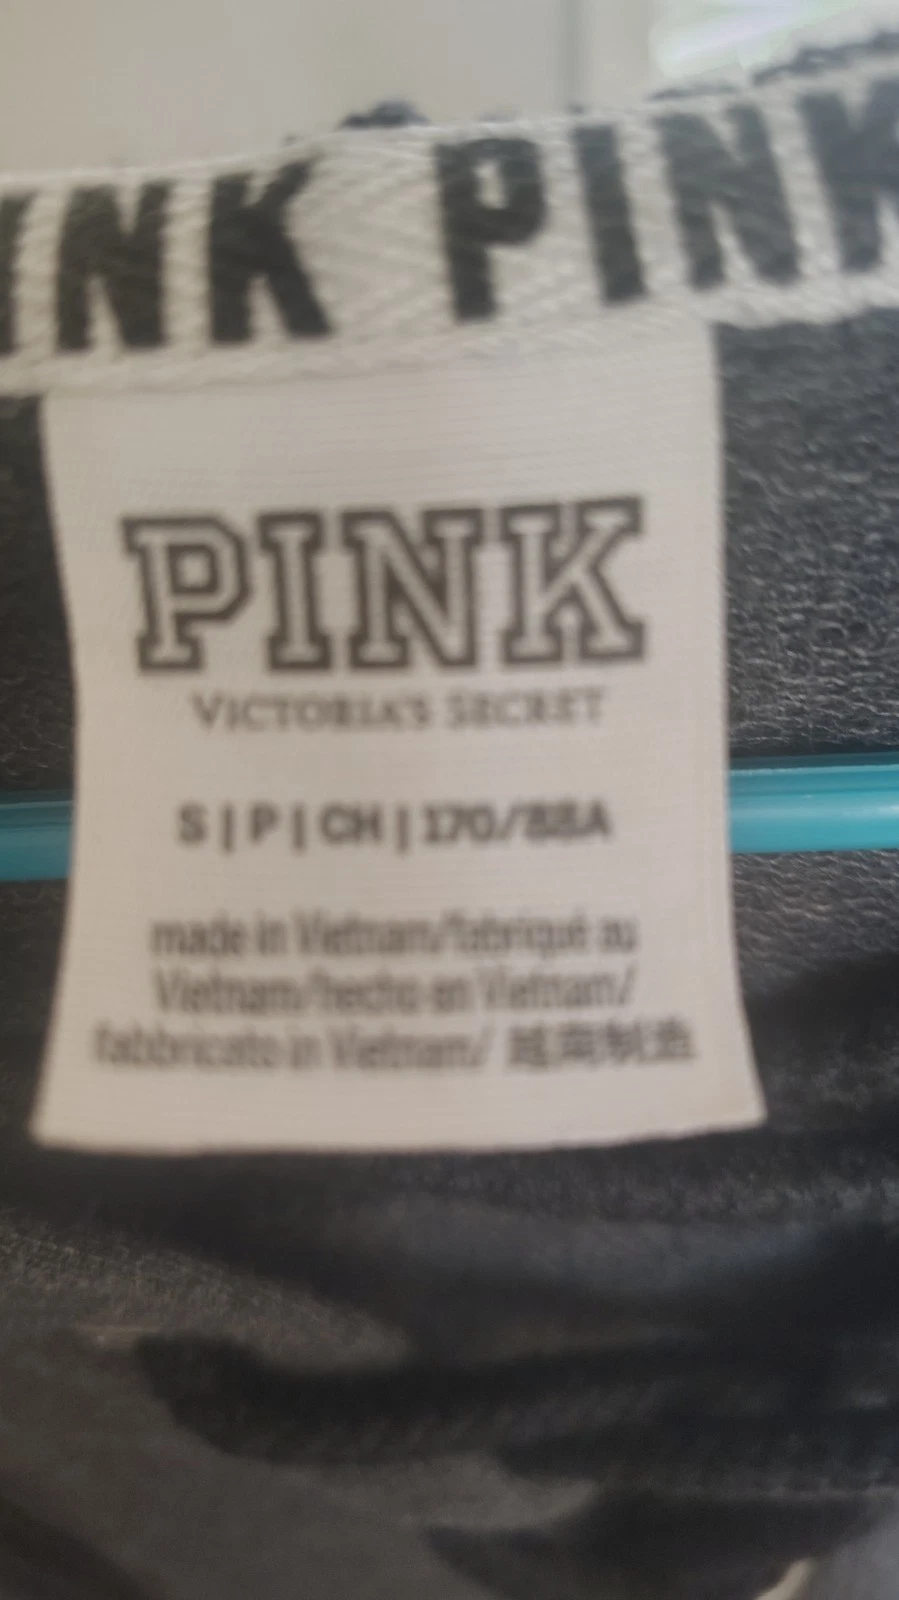 INK PINK
PINK
VICTORIA'S SECRET
S | P | CH | 170/88A
made in Vietnam/fabriqué au
Vietnam/hecho en Vietnam/
fabbricato in Vietnam/ 越南制造